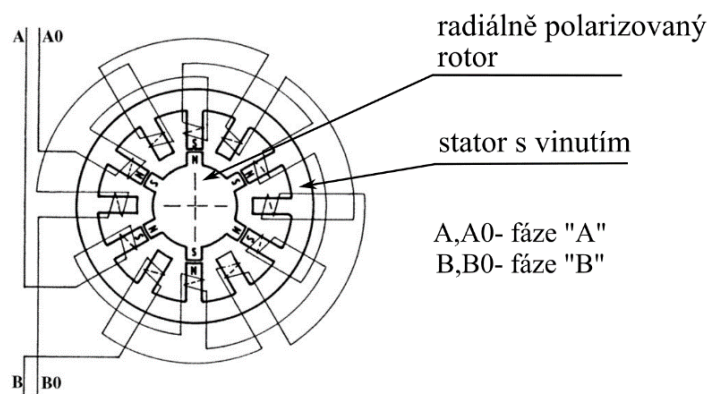 radiálně polarizovaný
rotor
stator s vinutím
A,A0- fáze "A"
B,B0- fáze "B"
A A0
S
N
N
S
S
N
N
S
S
N
S
N
B B0